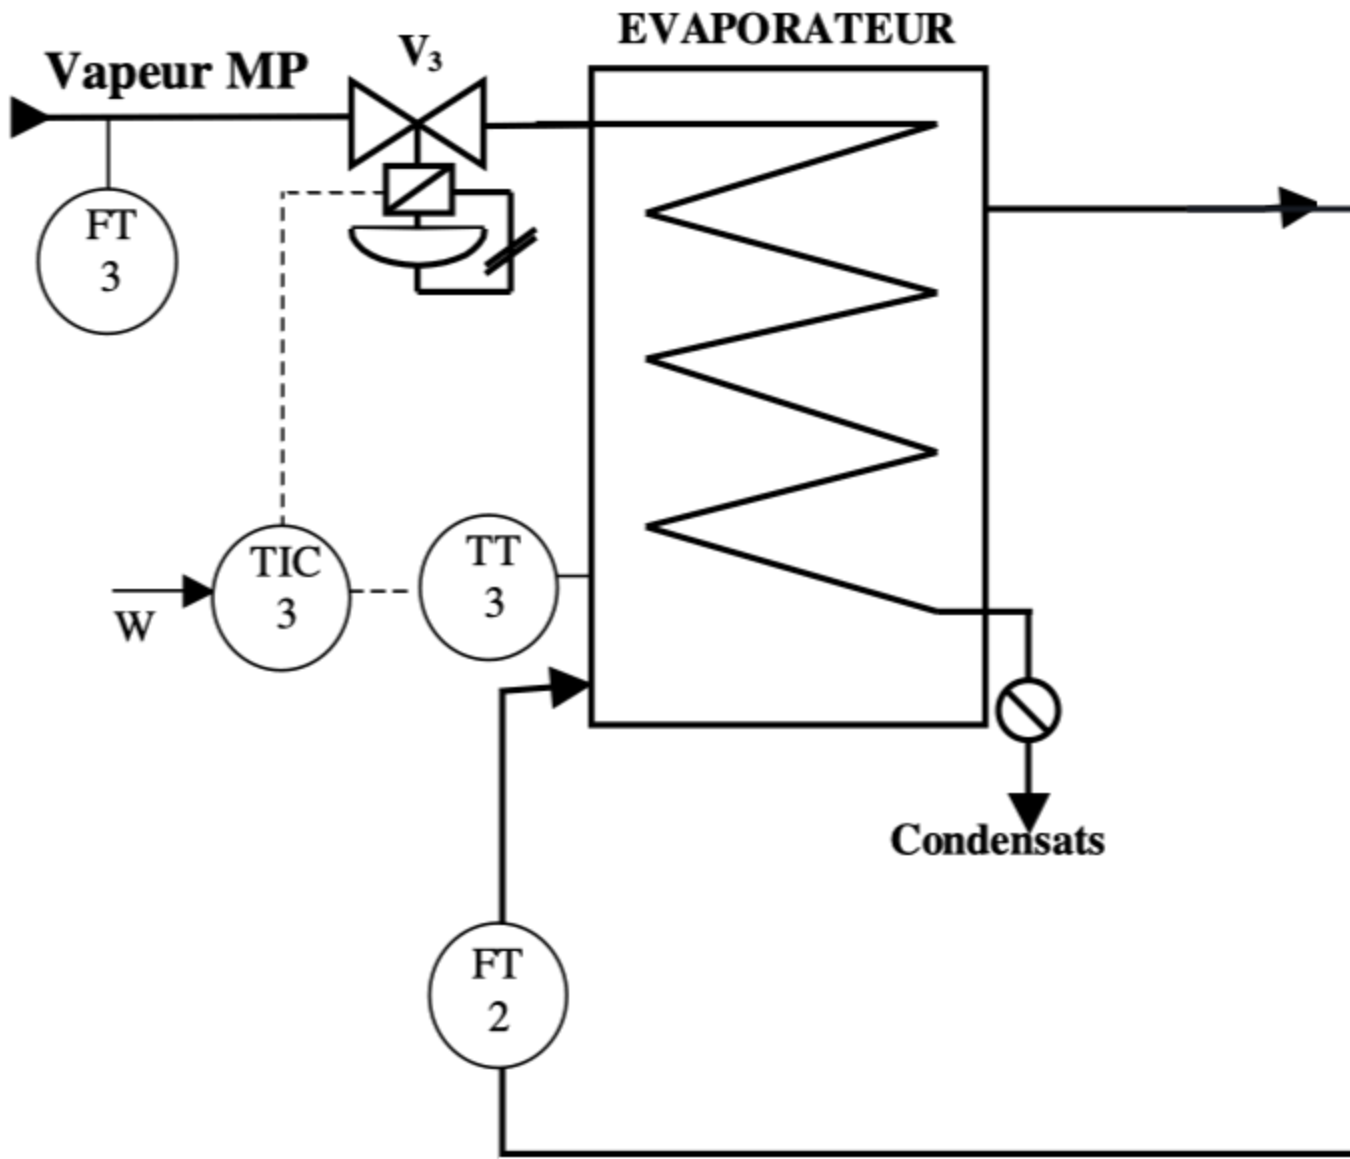 EVAPORATEUR
V₃
Vapeur MP
FT
3
TIC
3
TT
3
W
Condensats
FT
2